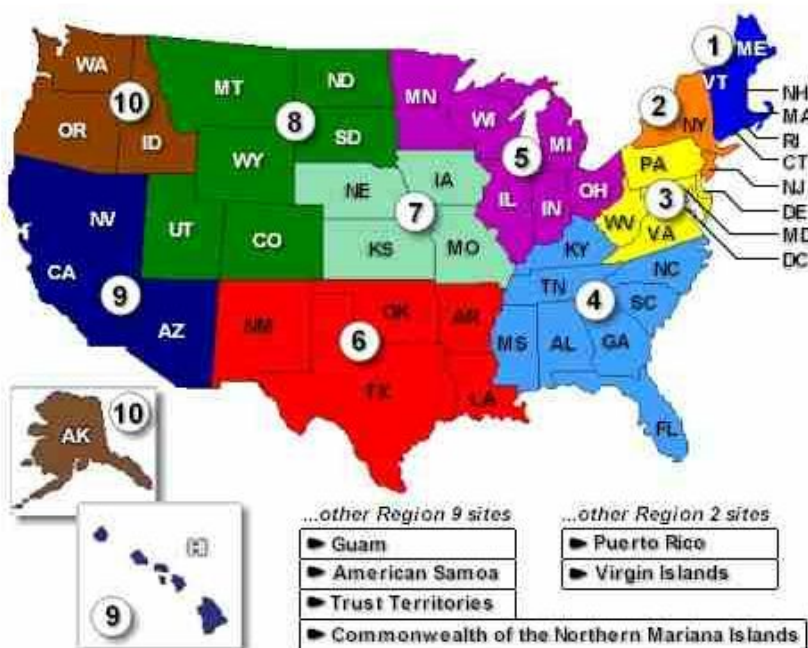 1
ME
VT
NH
MA
RI
CT
2
NY
NJ
3
PA
WV
VA
DE
MD
DC
4
KY
TN
NC
SC
MS
AL
GA
FL
5
MN
WI
MI
IL
IN
OH
6
NM
OK
AR
TX
LA
7
NE
IA
KS
MO
8
MT
ND
SD
WY
UT
CO
9
NV
CA
AZ
10
WA
OR
ID
10
AK
9
...other Region 9 sites
Guam
American Samoa
Trust Territories
Commonwealth of the Northern Mariana Islands
...other Region 2 sites
Puerto Rico
Virgin Islands